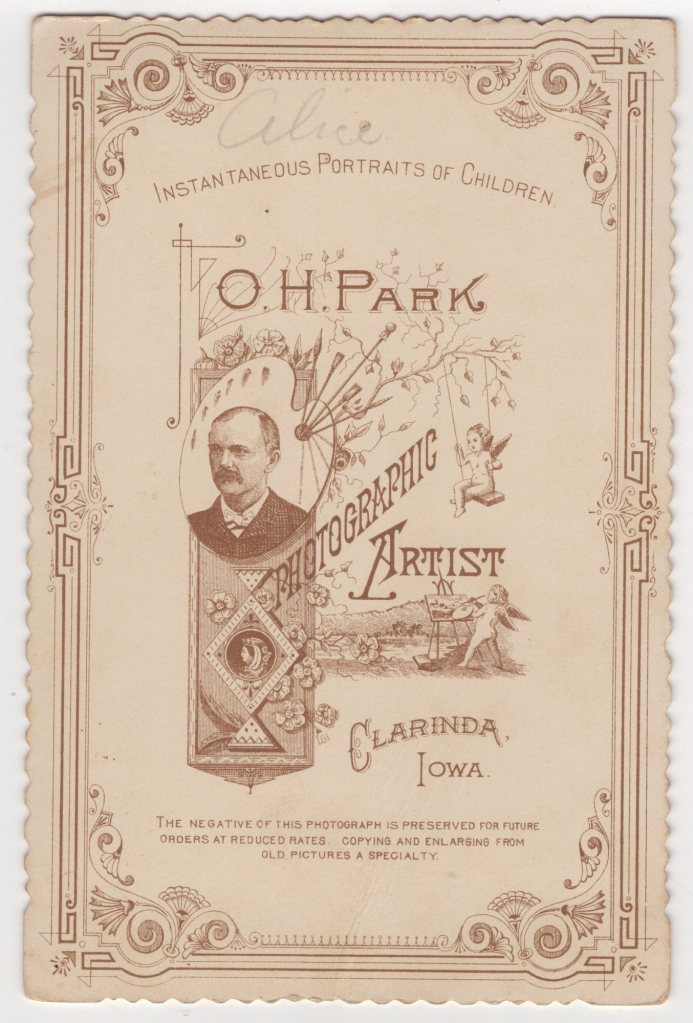 Alice
INSTANTANEOUS PORTRAITS OF CHILDREN.
O.H. PARK
PHOTOGRAPHIC
ARTIST
CLARINDA,
IOWA.
THE NEGATIVE OF THIS PHOTOGRAPH IS PRESERVED FOR FUTURE
ORDERS AT REDUCED RATES. COPYING AND ENLARGING FROM
OLD PICTURES A SPECIALTY.